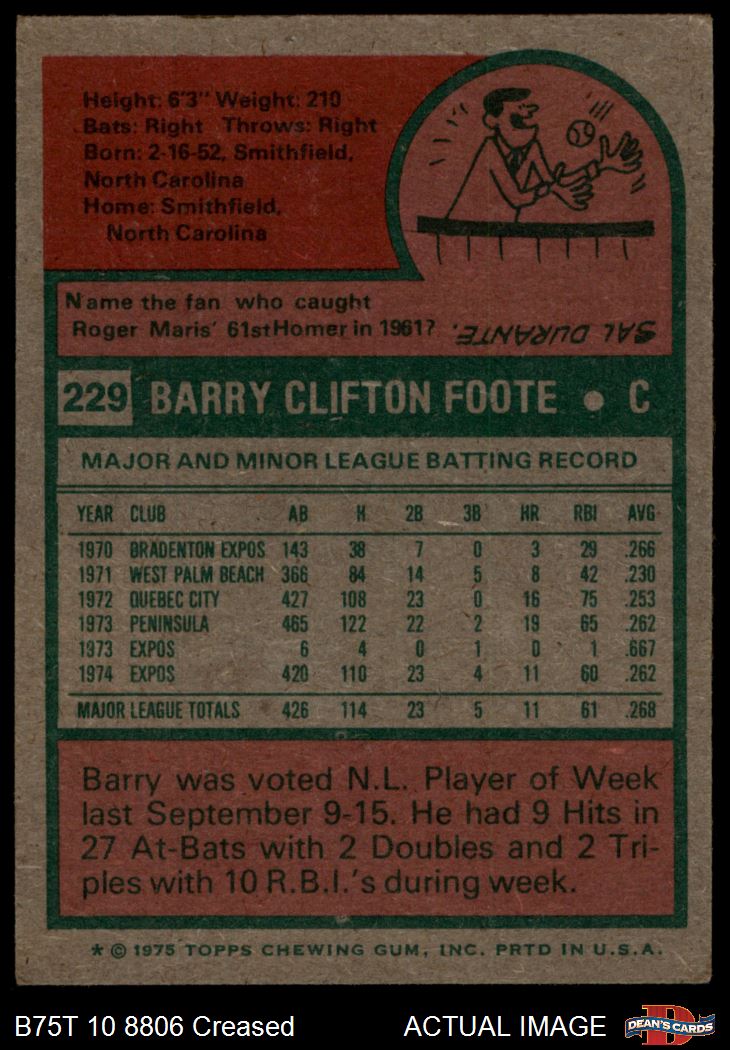 Height: 6'3" Weight: 210
Bats: Right Throws: Right
Born: 2-16-52, Smithfield,
North Carolina
Home: Smithfield,
North Carolina
Name the fan who caught
Roger Maris' 61st Homer in 1961?
SAL DURANTE.
229 BARRY CLIFTON FOOTE • C
MAJOR AND MINOR LEAGUE BATTING RECORD
YEAR CLUB AB H 2B 3B HR RBI AVG
1970 BRADENTON EXPOS 143 38 7 0 3 29 .266
1971 WEST PALM BEACH 366 84 14 5 8 42 .230
1972 QUEBEC CITY 427 108 23 0 16 75 .253
1973 PENINSULA 465 122 22 2 19 65 .262
1973 EXPOS 6 4 0 1 0 1 .667
1974 EXPOS 420 110 23 4 11 60 .262
MAJOR LEAGUE TOTALS 426 114 23 5 11 61 .268
Barry was voted N.L. Player of Week
last September 9-15. He had 9 Hits in
27 At-Bats with 2 Doubles and 2 Tri-
ples with 10 R.B.I.'s during week.
* © 1975 TOPPS CHEWING GUM, INC. PRTD IN U.S.A.
B75T 10 8806 Creased ACTUAL IMAGE
D
DEAN'S CARDS